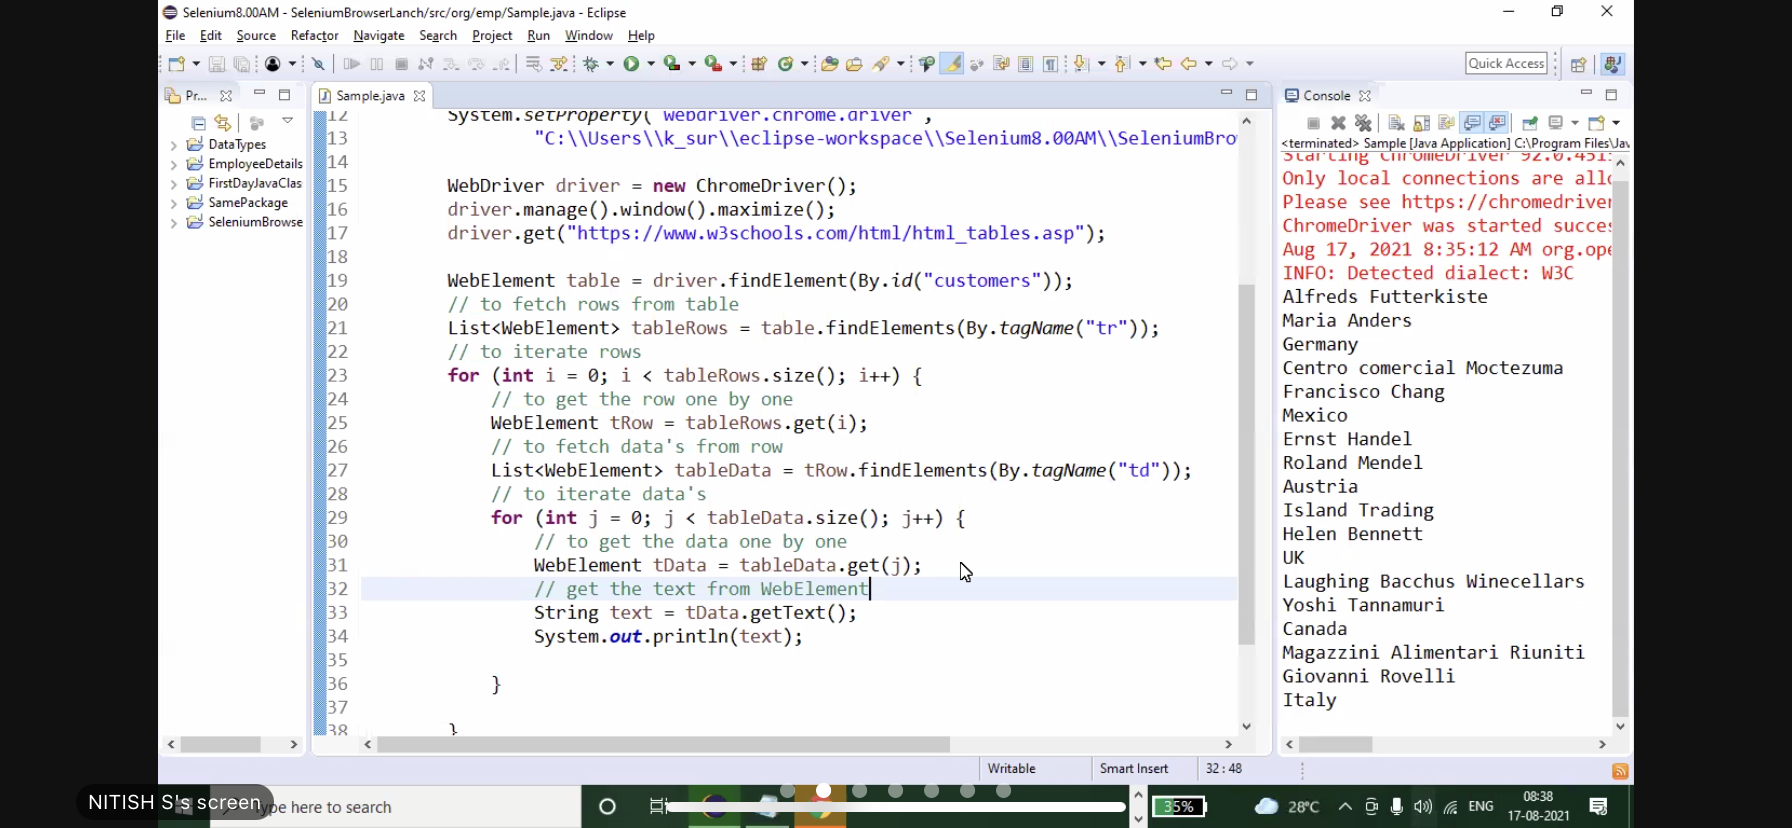 Selenium8.00AM - SeleniumBrowserLanch/src/org/emp/Sample.java - Eclipse
File Edit Source Refactor Navigate Search Project Run Window Help
Quick Access
Pr...
DataTypes
EmployeeDetails
FirstDayJavaClas
SamePackage
SeleniumBrowse
Sample.java
12 System.setProperty("webdriver.chrome.driver",
13 "C:\\Users\\k_sur\\eclipse-workspace\\Selenium8.00AM\\SeleniumBro
14
15 WebDriver driver = new ChromeDriver();
16 driver.manage().window().maximize();
17 driver.get("https://www.w3schools.com/html/html_tables.asp");
18
19 WebElement table = driver.findElement(By.id("customers"));
20 // to fetch rows from table
21 List<WebElement> tableRows = table.findElements(By.tagName("tr"));
22 // to iterate rows
23 for (int i = 0; i < tableRows.size(); i++) {
24 // to get the row one by one
25 WebElement tRow = tableRows.get(i);
26 // to fetch data's from row
27 List<WebElement> tableData = tRow.findElements(By.tagName("td"));
28 // to iterate data's
29 for (int j = 0; j < tableData.size(); j++) {
30 // to get the data one by one
31 WebElement tData = tableData.get(j);
32 // get the text from WebElement
33 String text = tData.getText();
34 System.out.println(text);
35
36 }
37
38 }
Console
<terminated> Sample [Java Application] C:\Program Files\Jav
Starting ChromeDriver 92.0.451
Only local connections are allo
Please see https://chromedriver
ChromeDriver was started succes
Aug 17, 2021 8:35:12 AM org.ope
INFO: Detected dialect: W3C
Alfreds Futterkiste
Maria Anders
Germany
Centro comercial Moctezuma
Francisco Chang
Mexico
Ernst Handel
Roland Mendel
Austria
Island Trading
Helen Bennett
UK
Laughing Bacchus Winecellars
Yoshi Tannamuri
Canada
Magazzini Alimentari Riuniti
Giovanni Rovelli
Italy
Writable Smart Insert 32 : 48
NITISH S's screen
ype here to search
35% 28°C ENG 08:38
17-08-2021